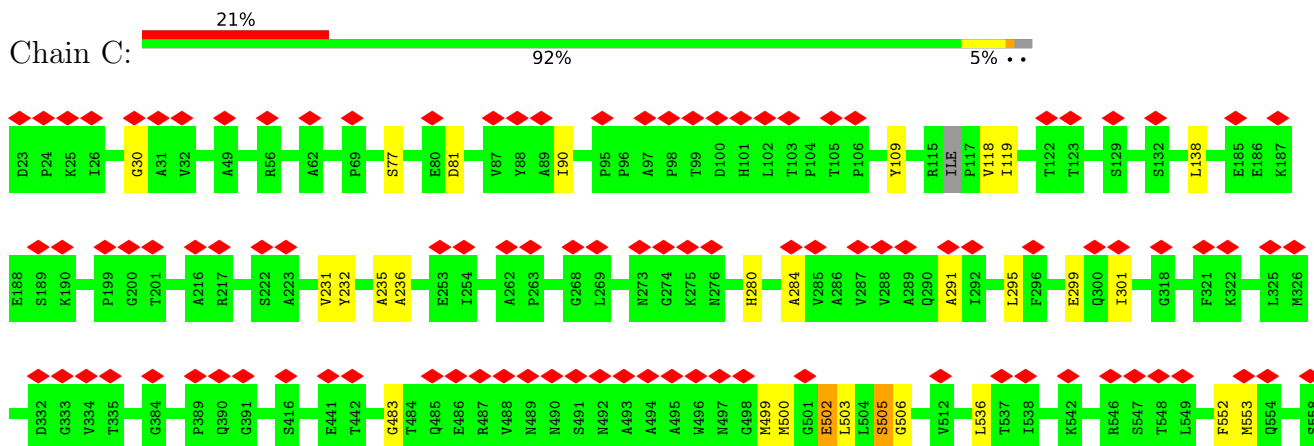 21%
Chain C:
92%
5%
D23 P24 K25 I26 G30 A31 V32 A49 R56 A62 P69 S77 E80 D81 V87 Y88 A89 I90 P95 P96 A97 P98 T99 D100 H101 L102 T103 P104 T105 P106 Y109 R115 ILE P117 V118 I119 T122 T123 S129 S132 L138 E185 E186 K187
E188 S189 K190 P199 G200 T201 A216 R217 S222 A223 V231 Y232 A235 A236 E253 I254 A262 P263 G268 L269 N273 G274 K275 N276 H280 A284 V285 A286 V287 V288 A289 Q290 A291 I292 L295 F296 E299 Q300 I301 G318 F321 K322 L325 M326
D332 G333 V334 T335 G384 P389 Q390 G391 S416 E441 T442 G483 T484 Q485 E486 R487 V488 N489 N490 S491 N492 A493 A494 A495 W496 N497 G498 M499 M500 G501 E502 L503 L504 S505 G506 V512 L536 T537 I538 K542 R546 S547 T548 L549 F552 M553 Q554